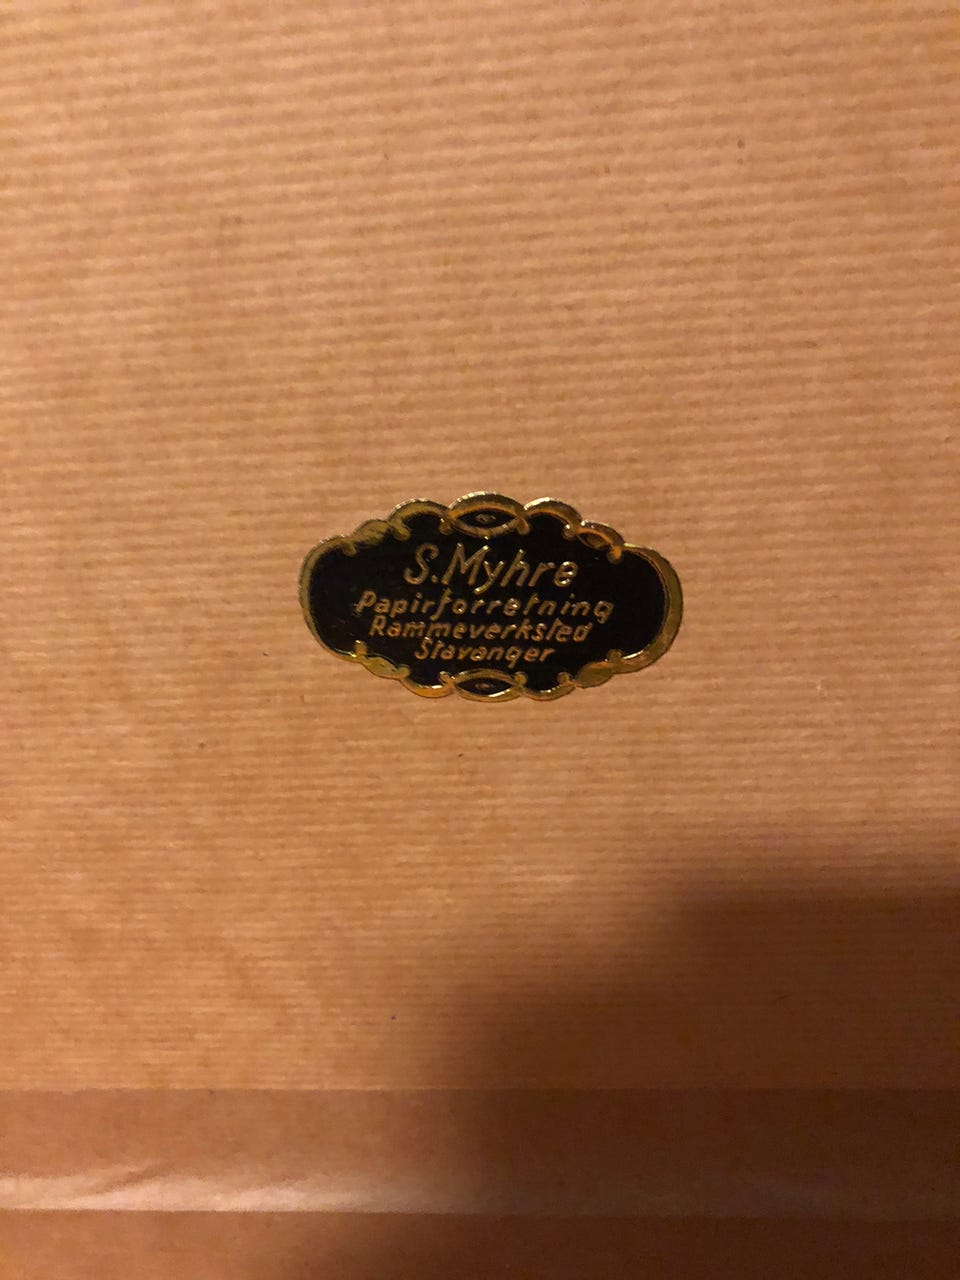 S. Myhre
Papirforretning
Rammeverksted
Stavanger